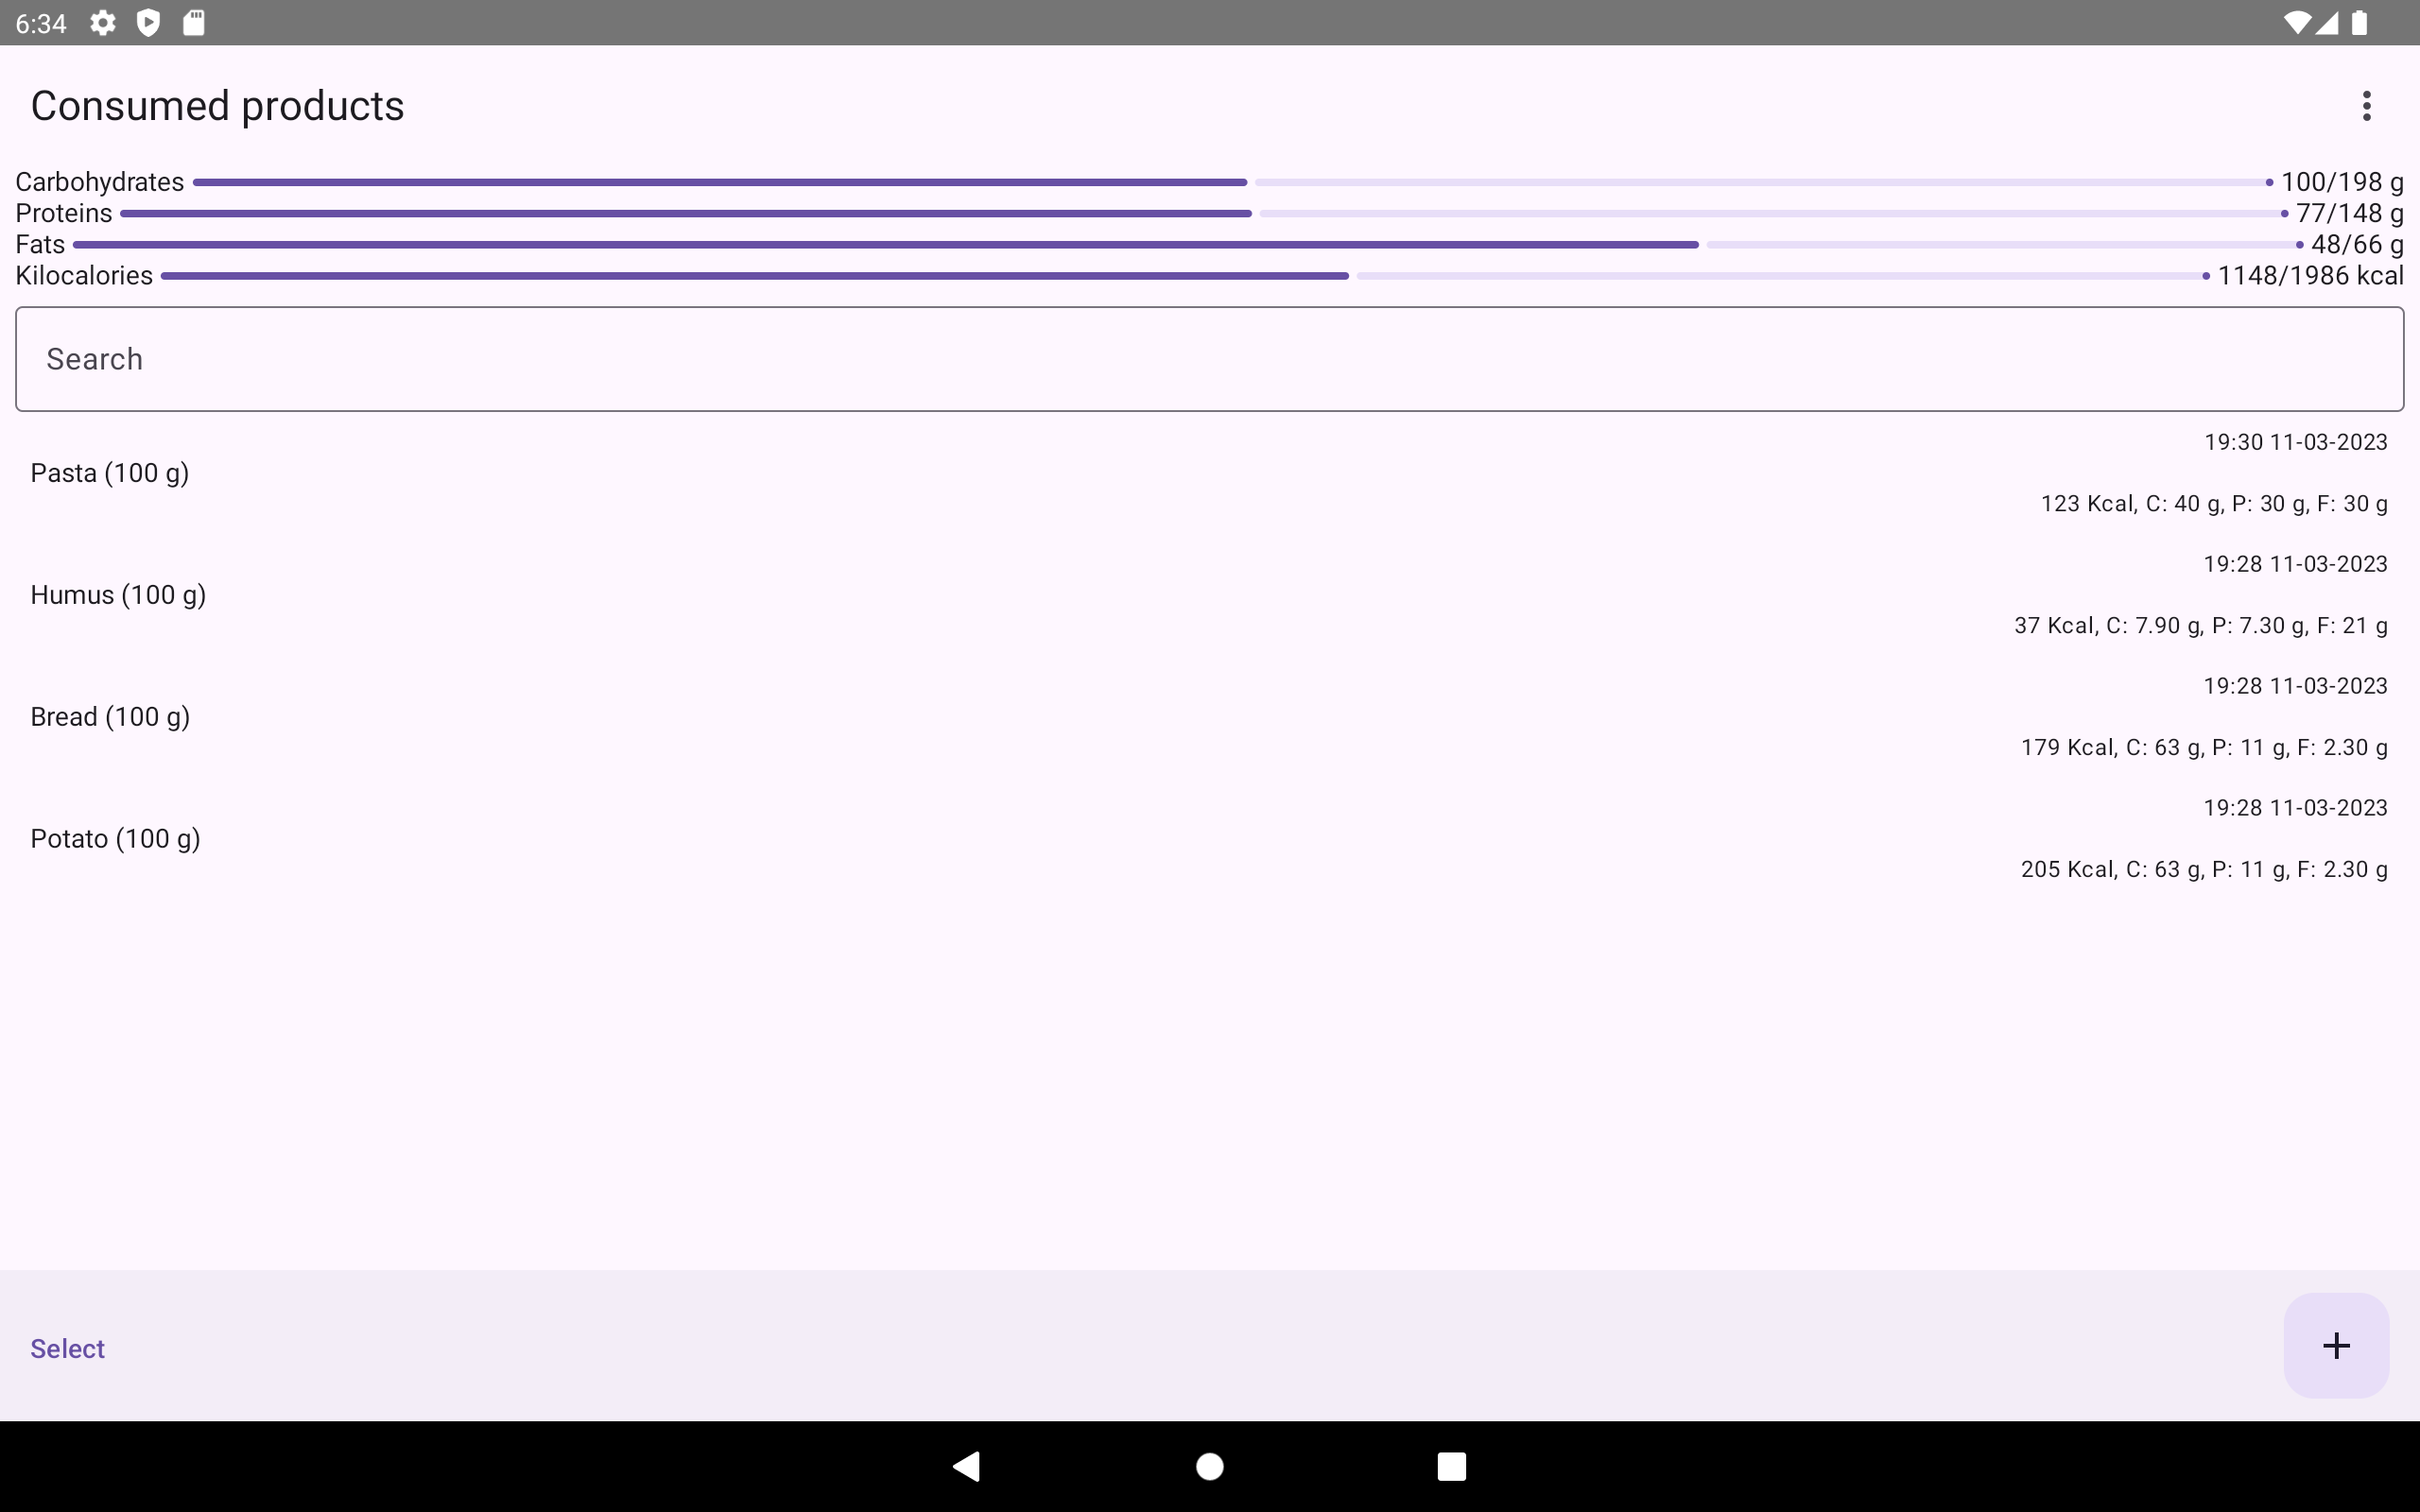 6:34
Consumed products
Carbohydrates 100/198 g
Proteins 77/148 g
Fats 48/66 g
Kilocalories 1148/1986 kcal
Search
19:30 11-03-2023
Pasta (100 g)
123 Kcal, C: 40 g, P: 30 g, F: 30 g
19:28 11-03-2023
Humus (100 g)
37 Kcal, C: 7.90 g, P: 7.30 g, F: 21 g
19:28 11-03-2023
Bread (100 g)
179 Kcal, C: 63 g, P: 11 g, F: 2.30 g
19:28 11-03-2023
Potato (100 g)
205 Kcal, C: 63 g, P: 11 g, F: 2.30 g
Select